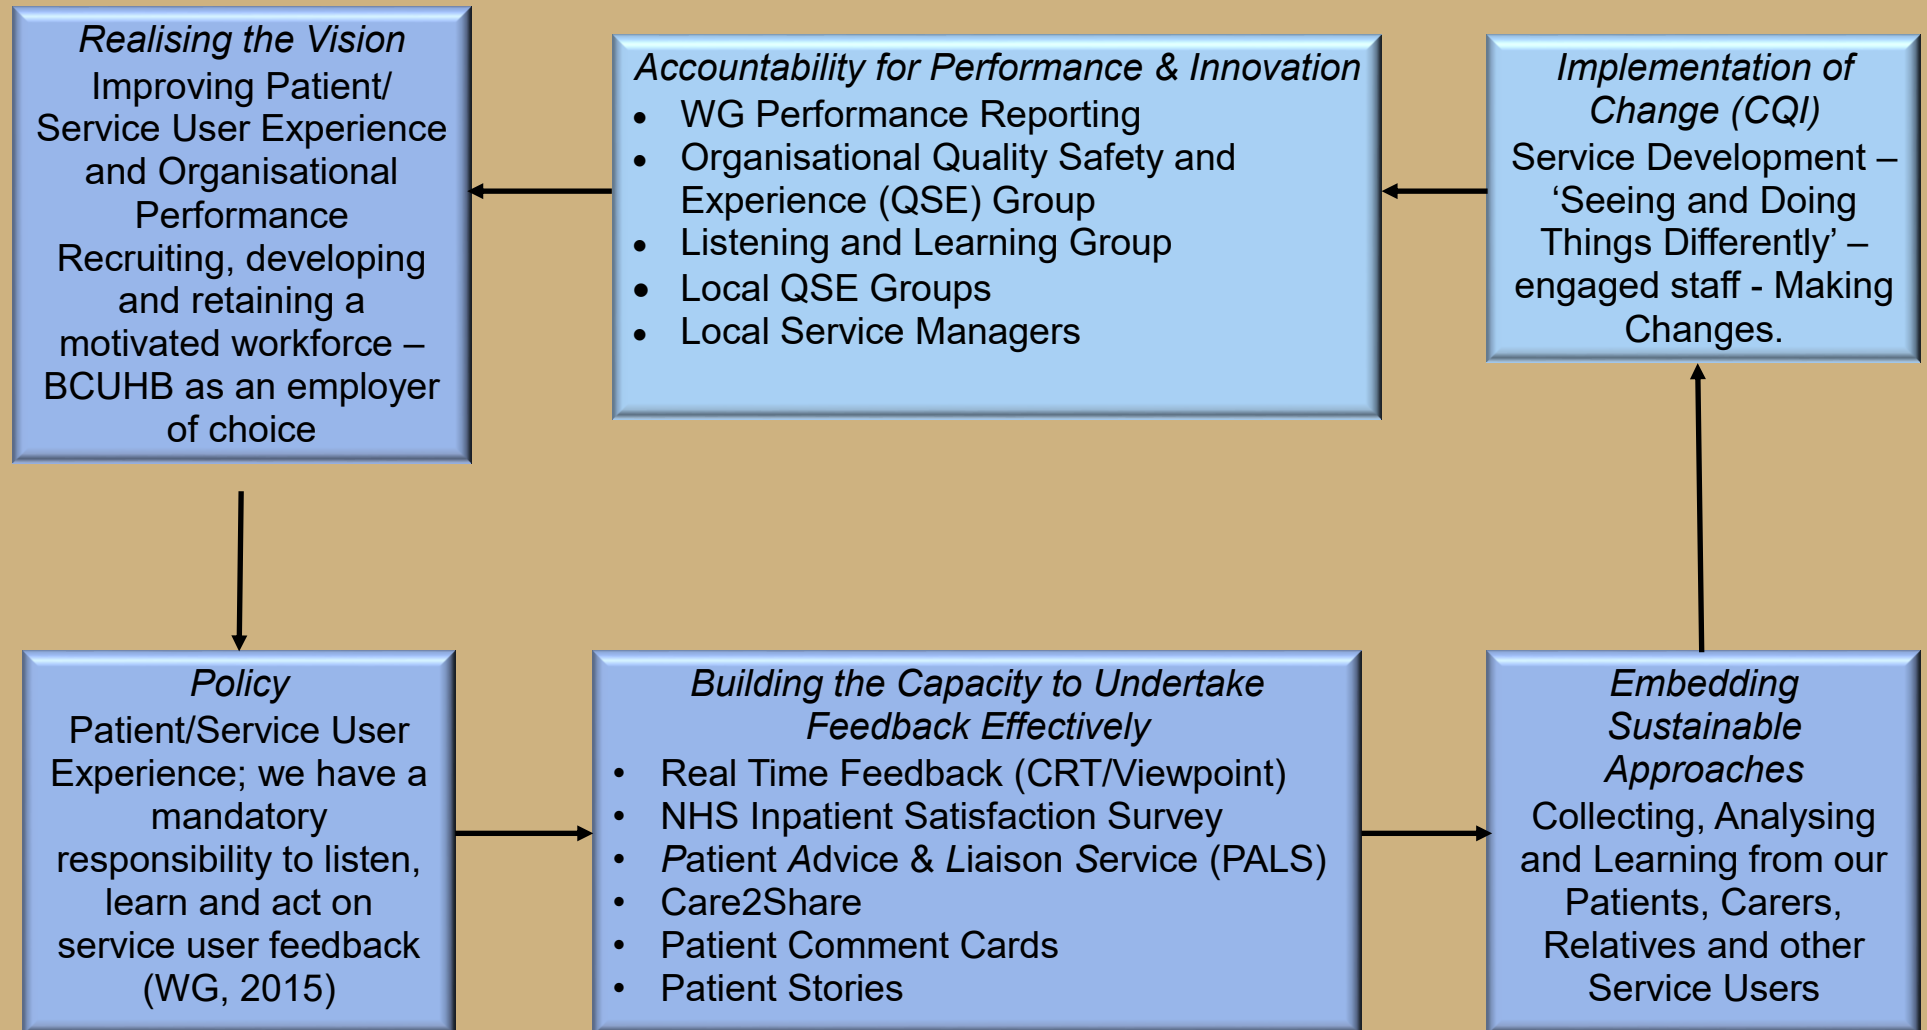 Realising the Vision
Improving Patient/
Service User Experience
and Organisational
Performance
Recruiting, developing
and retaining a
motivated workforce –
BCUHB as an employer
of choice
Accountability for Performance & Innovation
• WG Performance Reporting
• Organisational Quality Safety and
Experience (QSE) Group
• Listening and Learning Group
• Local QSE Groups
• Local Service Managers
Implementation of
Change (CQI)
Service Development –
‘Seeing and Doing
Things Differently’ –
engaged staff - Making
Changes.
Policy
Patient/Service User
Experience; we have a
mandatory
responsibility to listen,
learn and act on
service user feedback
(WG, 2015)
Building the Capacity to Undertake
Feedback Effectively
• Real Time Feedback (CRT/Viewpoint)
• NHS Inpatient Satisfaction Survey
• Patient Advice & Liaison Service (PALS)
• Care2Share
• Patient Comment Cards
• Patient Stories
Embedding
Sustainable
Approaches
Collecting, Analysing
and Learning from our
Patients, Carers,
Relatives and other
Service Users